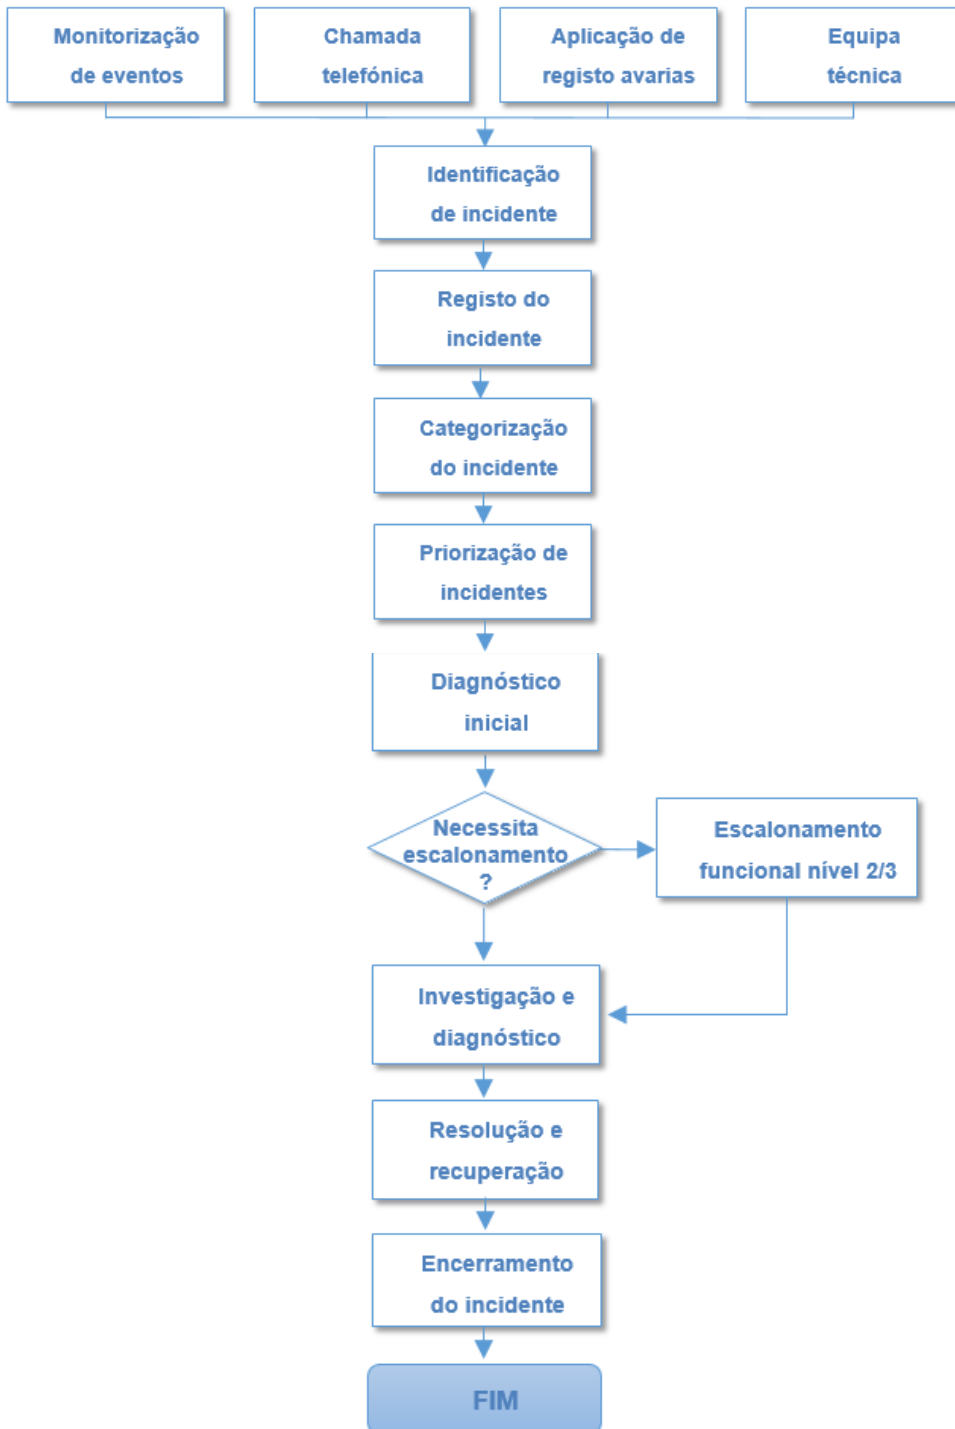 Monitorização
de eventos
Chamada
telefónica
Aplicação de
registo avarias
Equipa
técnica
Identificação
de incidente
Registo do
incidente
Categorização
do incidente
Priorização de
incidentes
Diagnóstico
inicial
Necessita
escalonamento
?
Escalonamento
funcional nível 2/3
Investigação e
diagnóstico
Resolução e
recuperação
Encerramento
do incidente
FIM